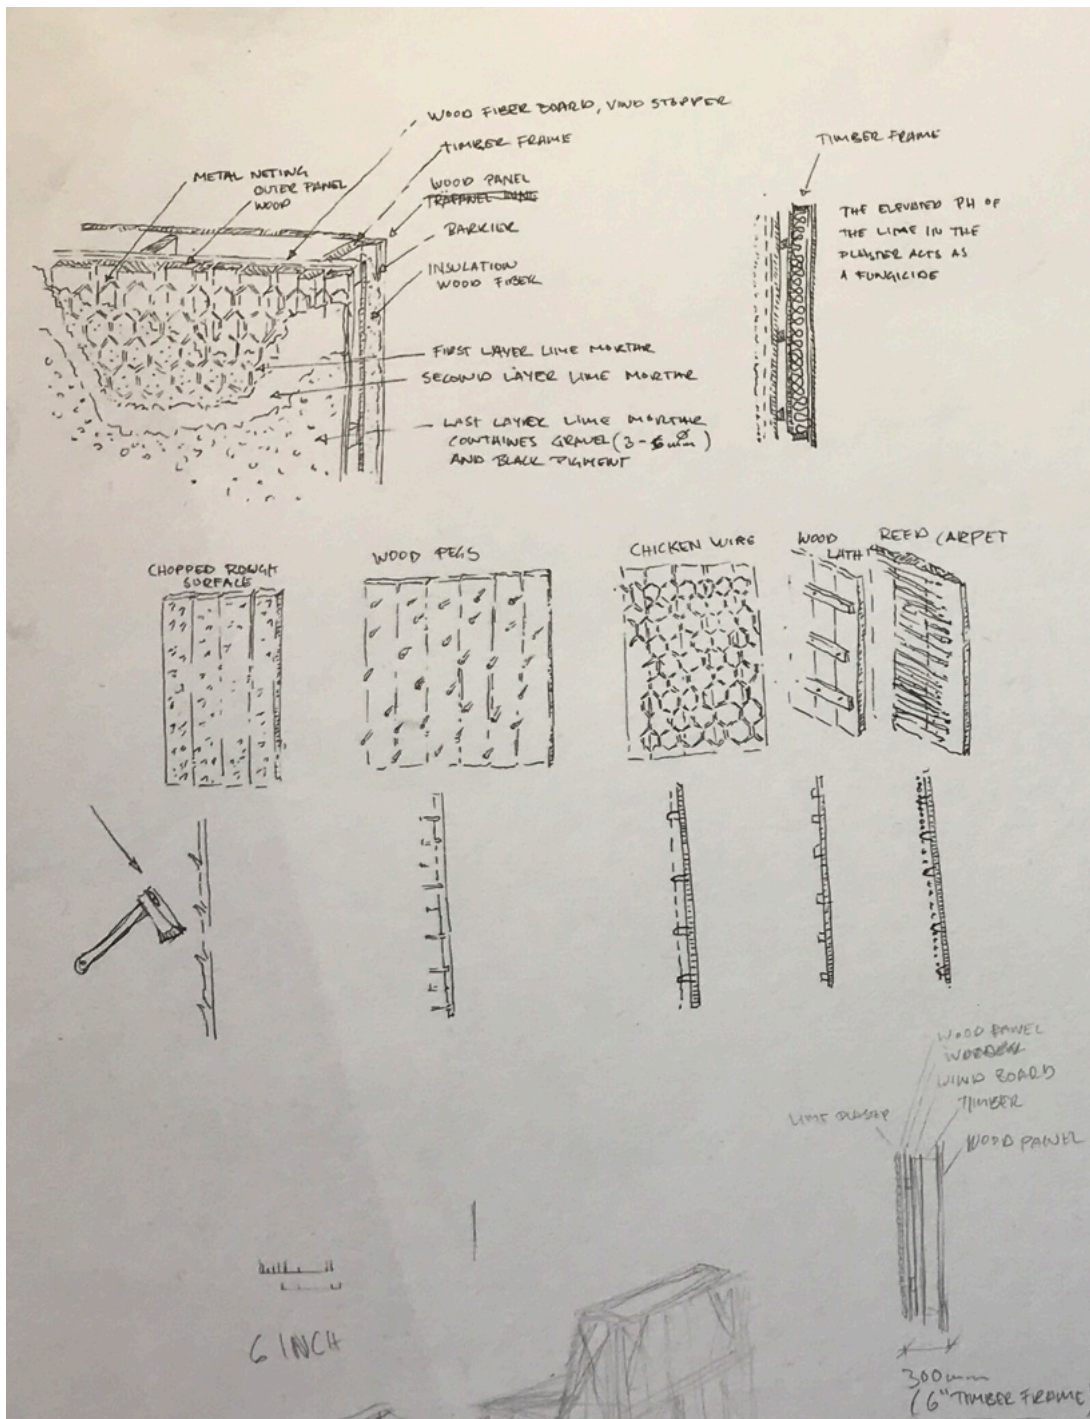 WOOD FIBER BOARD, VIND STOPPER
TIMBER FRAME
METAL NETING
OUTER PANEL
WOOD
WOOD PANEL
BARRIER
INSULATION
WOOD FIBER
FIRST LAYER LIME MORTAR
SECOND LAYER LIME MORTAR
LAST LAYER LIME MORTAR
CONTAINES GRAVEL (3-6mm)
AND BLACK PIGMENT
TIMBER FRAME
THE ELEVATED PH OF
THE LIME IN THE
PLASTER ACTS AS
A FUNGICIDE
CHOPPED ROUGH
SURFACE
WOOD PEGS
CHICKEN WIRE
WOOD
LATH
REED CARPET
WOOD PANEL
WIND BOARD
TIMBER
LIME
WOOD PANEL
6 INCH
300mm
(6" TIMBER FRAME